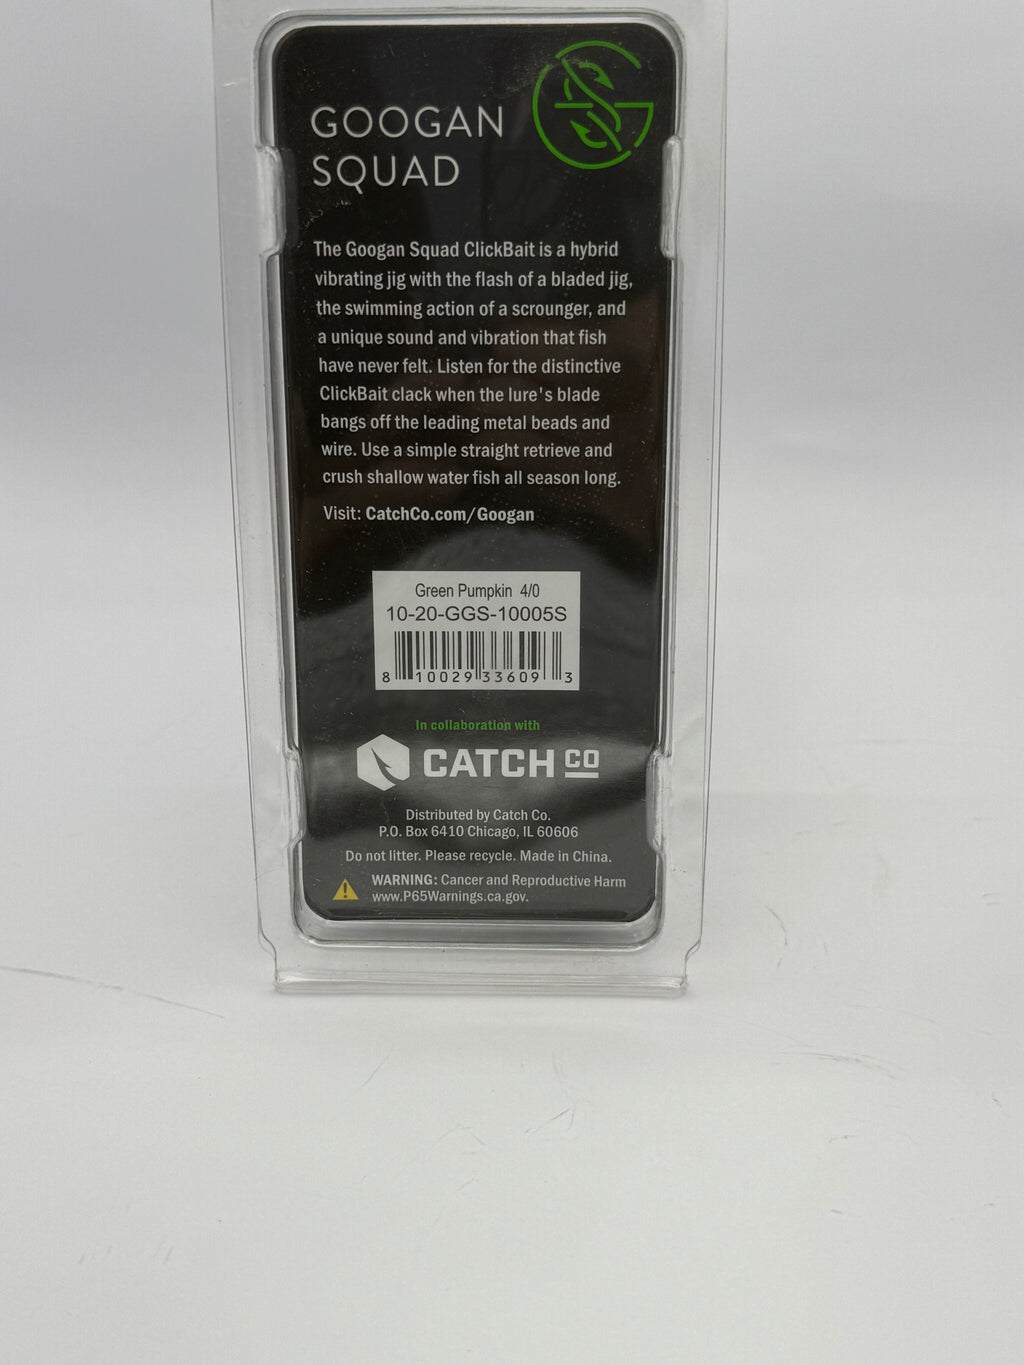 GOOGAN
SQUAD
The Googan Squad ClickBait is a hybrid
vibrating jig with the flash of a bladed jig,
the swimming action of a scrounger, and
a unique sound and vibration that fish
have never felt. Listen for the distinctive
ClickBait clack when the lure's blade
bangs off the leading metal beads and
wire. Use a simple straight retrieve and
crush shallow water fish all season long.
Visit: CatchCo.com/Googan
Green Pumpkin 4/0
10-20-GGS-10005S
8 10029 33609 3
In collaboration with
CATCH CO
Distributed by Catch Co.
P.O. Box 6410 Chicago, IL 60606
Do not litter. Please recycle. Made in China.
WARNING: Cancer and Reproductive Harm
www.P65Warnings.ca.gov.